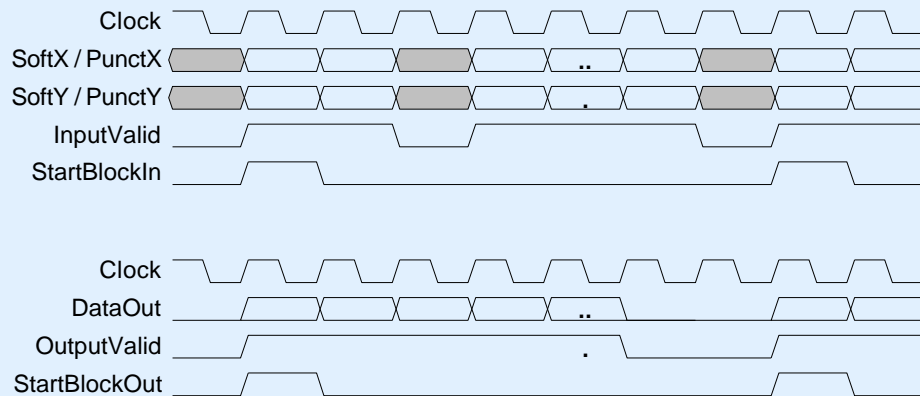 Clock
SoftX / PunctX
..
SoftY / PunctY
.
InputValid
StartBlockIn
Clock
DataOut
..
OutputValid
.
StartBlockOut